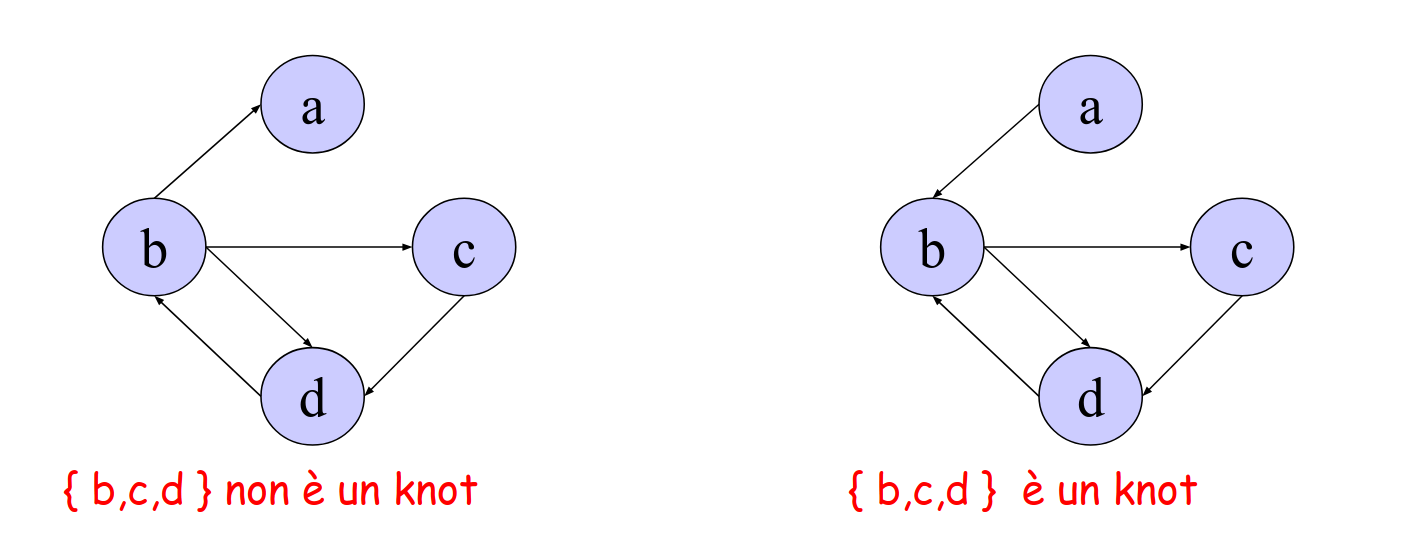 a
b
c
d
{ b,c,d } non è un knot
a
b
c
d
{ b,c,d } è un knot